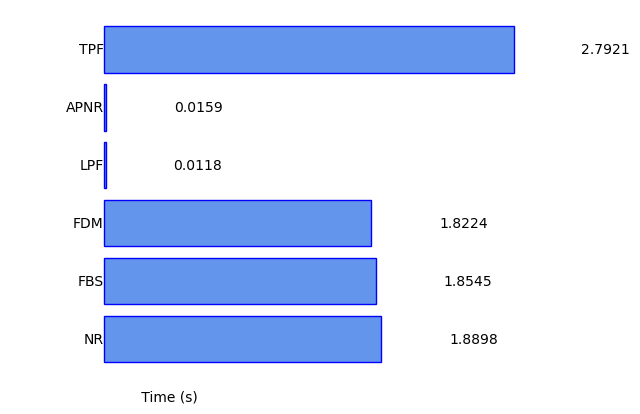 TPF 2.7921
APNR 0.0159
LPF 0.0118
FDM 1.8224
FBS 1.8545
NR 1.8898
Time (s)